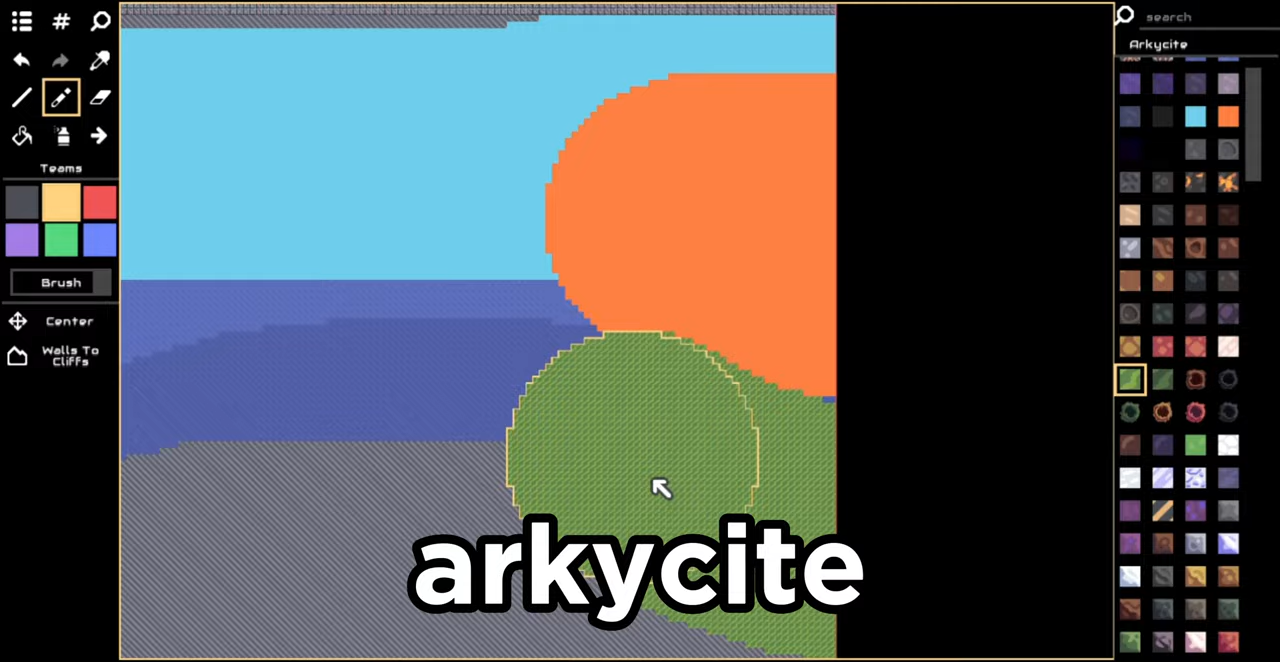 search
Arkycite
Teams
Brush
Center
Walls To
Cliffs
arkycite